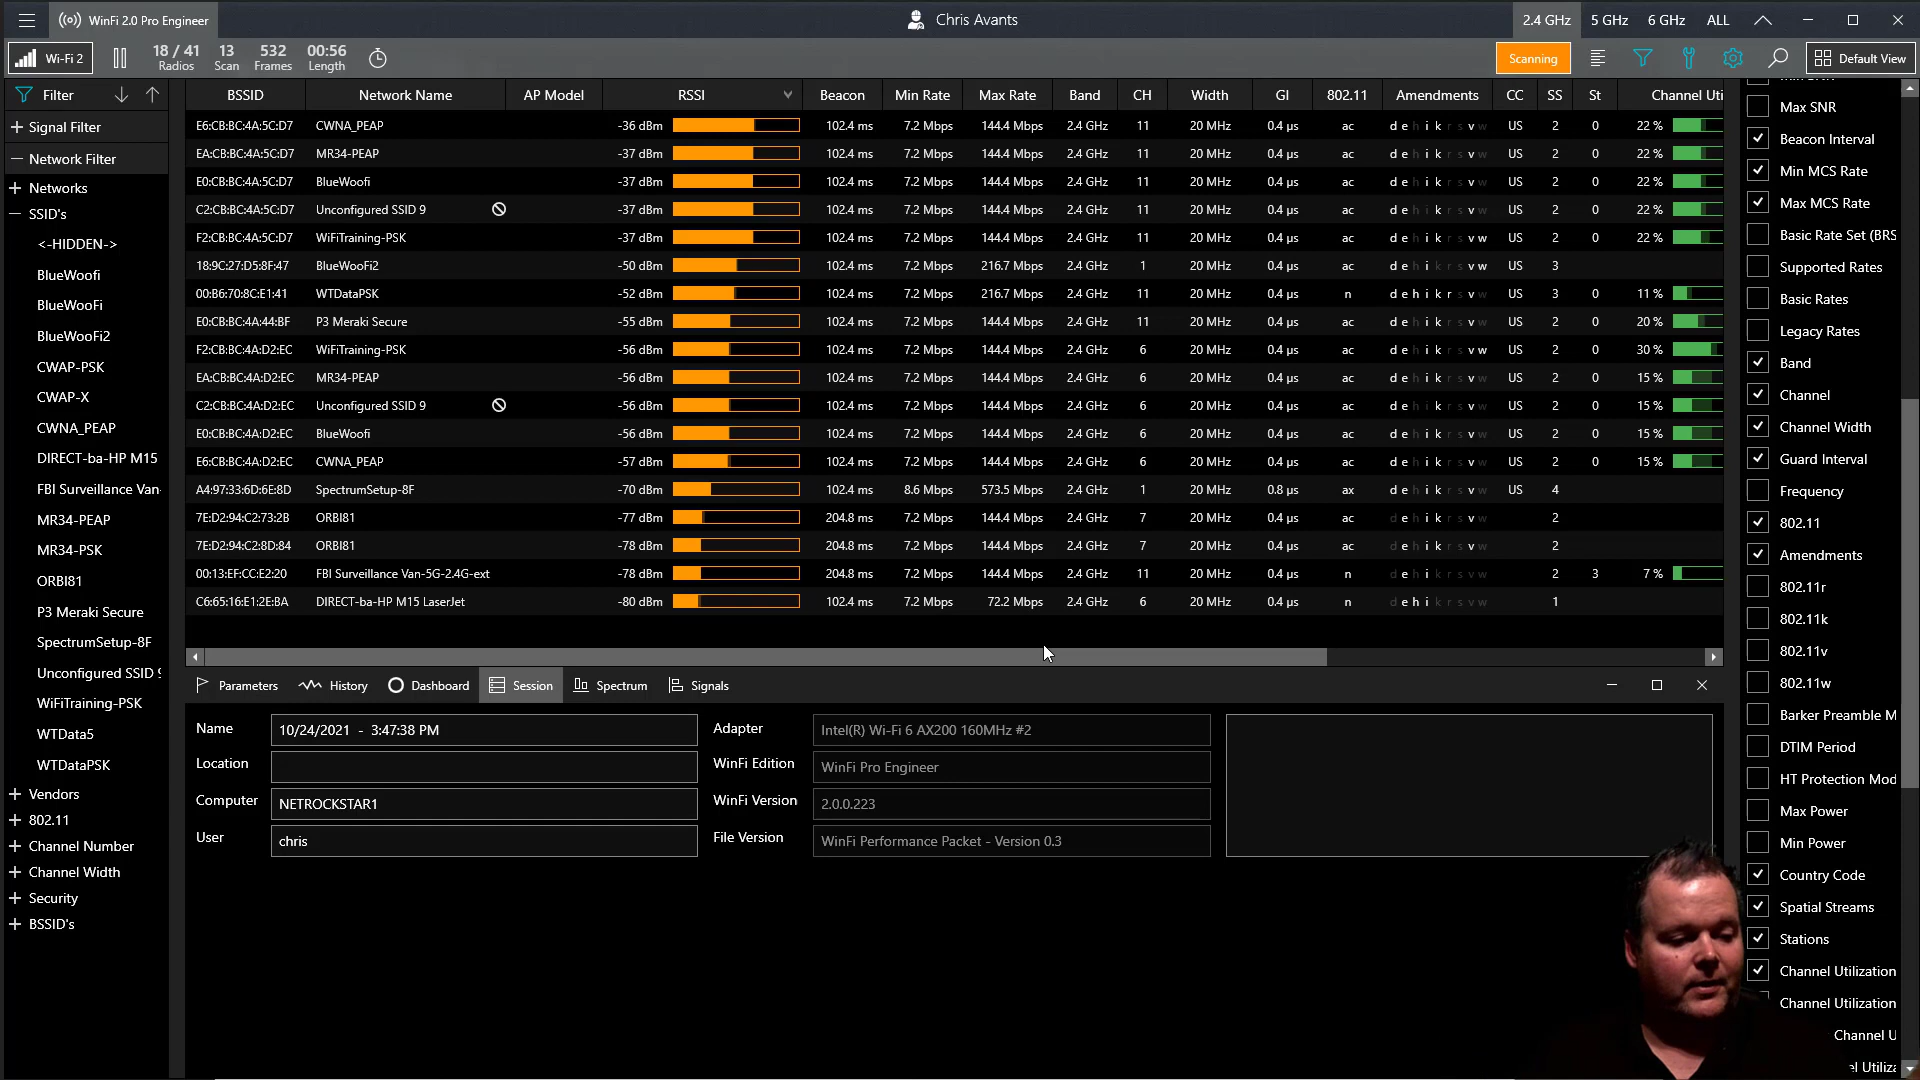 WinFi 2.0 Pro Engineer
Chris Avants
2.4 GHz 5 GHz 6 GHz ALL
Wi-Fi 2
18 / 41 13 532 00:56
Radios Scan Frames Length
Scanning
Default View
Filter
Signal Filter
Network Filter
Networks
SSID's
<-HIDDEN->
BlueWoofi
BlueWooFi
BlueWooFi2
CWAP-PSK
CWAP-X
CWNA_PEAP
DIRECT-ba-HP M15
FBI Surveillance Van-
MR34-PEAP
MR34-PSK
ORBI81
P3 Meraki Secure
SpectrumSetup-8F
Unconfigured SSID 9
WiFiTraining-PSK
WTData5
WTDataPSK
Vendors
802.11
Channel Number
Channel Width
Security
BSSID's
BSSID Network Name AP Model RSSI Beacon Min Rate Max Rate Band CH Width GI 802.11 Amendments CC SS St Channel Uti
E6:CB:BC:4A:5C:D7 CWNA_PEAP -36 dBm 102.4 ms 7.2 Mbps 144.4 Mbps 2.4 GHz 11 20 MHz 0.4 µs ac d e h i k r s v w US 2 0 22 %
EA:CB:BC:4A:5C:D7 MR34-PEAP -37 dBm 102.4 ms 7.2 Mbps 144.4 Mbps 2.4 GHz 11 20 MHz 0.4 µs ac d e h i k r s v w US 2 0 22 %
E0:CB:BC:4A:5C:D7 BlueWoofi -37 dBm 102.4 ms 7.2 Mbps 144.4 Mbps 2.4 GHz 11 20 MHz 0.4 µs ac d e h i k r s v w US 2 0 22 %
C2:CB:BC:4A:5C:D7 Unconfigured SSID 9 -37 dBm 102.4 ms 7.2 Mbps 144.4 Mbps 2.4 GHz 11 20 MHz 0.4 µs ac d e h i k r s v w US 2 0 22 %
F2:CB:BC:4A:5C:D7 WiFiTraining-PSK -37 dBm 102.4 ms 7.2 Mbps 144.4 Mbps 2.4 GHz 11 20 MHz 0.4 µs ac d e h i k r s v w US 2 0 22 %
18:9C:27:D5:8F:47 BlueWooFi2 -50 dBm 102.4 ms 7.2 Mbps 216.7 Mbps 2.4 GHz 1 20 MHz 0.4 µs ac d e h i k r s v w US 3
00:B6:70:8C:E1:41 WTDataPSK -52 dBm 102.4 ms 7.2 Mbps 216.7 Mbps 2.4 GHz 11 20 MHz 0.4 µs n d e h i k r s v w US 3 0 11 %
E0:CB:BC:4A:44:BF P3 Meraki Secure -55 dBm 102.4 ms 7.2 Mbps 144.4 Mbps 2.4 GHz 11 20 MHz 0.4 µs ac d e h i k r s v w US 2 0 20 %
F2:CB:BC:4A:D2:EC WiFiTraining-PSK -56 dBm 102.4 ms 7.2 Mbps 144.4 Mbps 2.4 GHz 6 20 MHz 0.4 µs ac d e h i k r s v w US 2 0 30 %
EA:CB:BC:4A:D2:EC MR34-PEAP -56 dBm 102.4 ms 7.2 Mbps 144.4 Mbps 2.4 GHz 6 20 MHz 0.4 µs ac d e h i k r s v w US 2 0 15 %
C2:CB:BC:4A:D2:EC Unconfigured SSID 9 -56 dBm 102.4 ms 7.2 Mbps 144.4 Mbps 2.4 GHz 6 20 MHz 0.4 µs ac d e h i k r s v w US 2 0 15 %
E0:CB:BC:4A:D2:EC BlueWoofi -56 dBm 102.4 ms 7.2 Mbps 144.4 Mbps 2.4 GHz 6 20 MHz 0.4 µs ac d e h i k r s v w US 2 0 15 %
E6:CB:BC:4A:D2:EC CWNA_PEAP -57 dBm 102.4 ms 7.2 Mbps 144.4 Mbps 2.4 GHz 6 20 MHz 0.4 µs ac d e h i k r s v w US 2 0 15 %
A4:97:33:6D:6E:8D SpectrumSetup-8F -70 dBm 102.4 ms 8.6 Mbps 573.5 Mbps 2.4 GHz 1 20 MHz 0.8 µs ax d e h i k r s v w US 4
7E:D2:94:C2:73:2B ORBI81 -77 dBm 204.8 ms 7.2 Mbps 144.4 Mbps 2.4 GHz 7 20 MHz 0.4 µs ac d e h i k r s v w 2
7E:D2:94:C2:8D:84 ORBI81 -78 dBm 204.8 ms 7.2 Mbps 144.4 Mbps 2.4 GHz 7 20 MHz 0.4 µs ac d e h i k r s v w 2
00:13:EF:CC:E2:20 FBI Surveillance Van-5G-2.4G-ext -78 dBm 204.8 ms 7.2 Mbps 144.4 Mbps 2.4 GHz 11 20 MHz 0.4 µs n d e h i k r s v w 2 3 7 %
C6:65:16:E1:2E:BA DIRECT-ba-HP M15 LaserJet -80 dBm 102.4 ms 7.2 Mbps 72.2 Mbps 2.4 GHz 6 20 MHz 0.4 µs n d e h i k r s v w 1
Parameters History Dashboard Session Spectrum Signals
Name 10/24/2021 - 3:47:38 PM
Location
Computer NETROCKSTAR1
User chris
Adapter Intel(R) Wi-Fi 6 AX200 160MHz #2
WinFi Edition WinFi Pro Engineer
WinFi Version 2.0.0.223
File Version WinFi Performance Packet - Version 0.3
Max SNR
Beacon Interval
Min MCS Rate
Max MCS Rate
Basic Rate Set (BRS
Supported Rates
Basic Rates
Legacy Rates
Band
Channel
Channel Width
Guard Interval
Frequency
802.11
Amendments
802.11r
802.11k
802.11v
802.11w
Barker Preamble M
DTIM Period
HT Protection Mod
Max Power
Min Power
Country Code
Spatial Streams
Stations
Channel Utilization
Channel Utilization
Channel U
el Utiliza